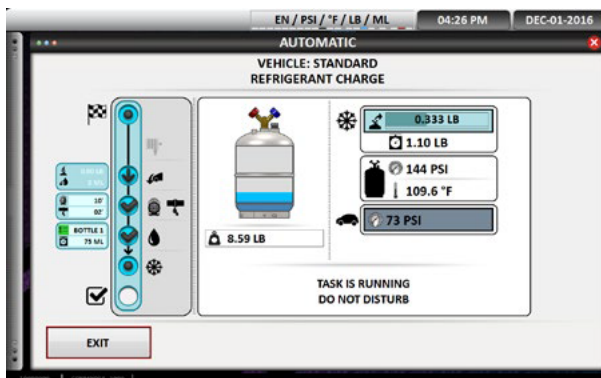 EN / PSI / °F / LB / ML 04:26 PM DEC-01-2016
AUTOMATIC
VEHICLE: STANDARD
REFRIGERANT CHARGE
0.333 LB
1.10 LB
144 PSI
109.6 °F
73 PSI
8.59 LB
10'
02'
BOTTLE 1
75 ML
TASK IS RUNNING
DO NOT DISTURB
EXIT